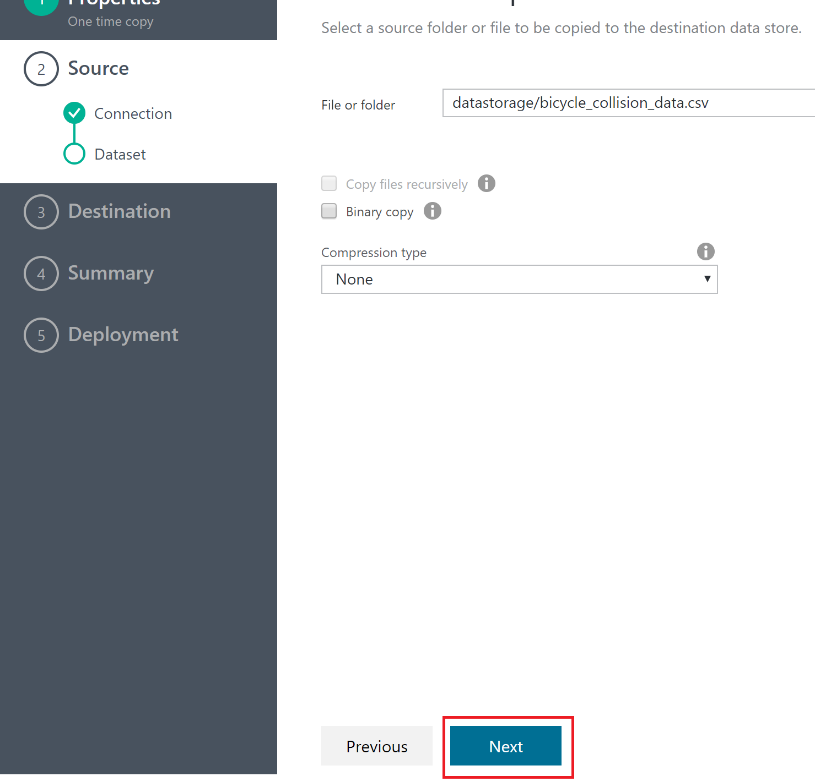 1 Properties
One time copy
Select a source folder or file to be copied to the destination data store.
2 Source
Connection
Dataset
3 Destination
4 Summary
5 Deployment
File or folder
datastorage/bicycle_collision_data.csv
Copy files recursively
Binary copy
Compression type
None
Previous
Next